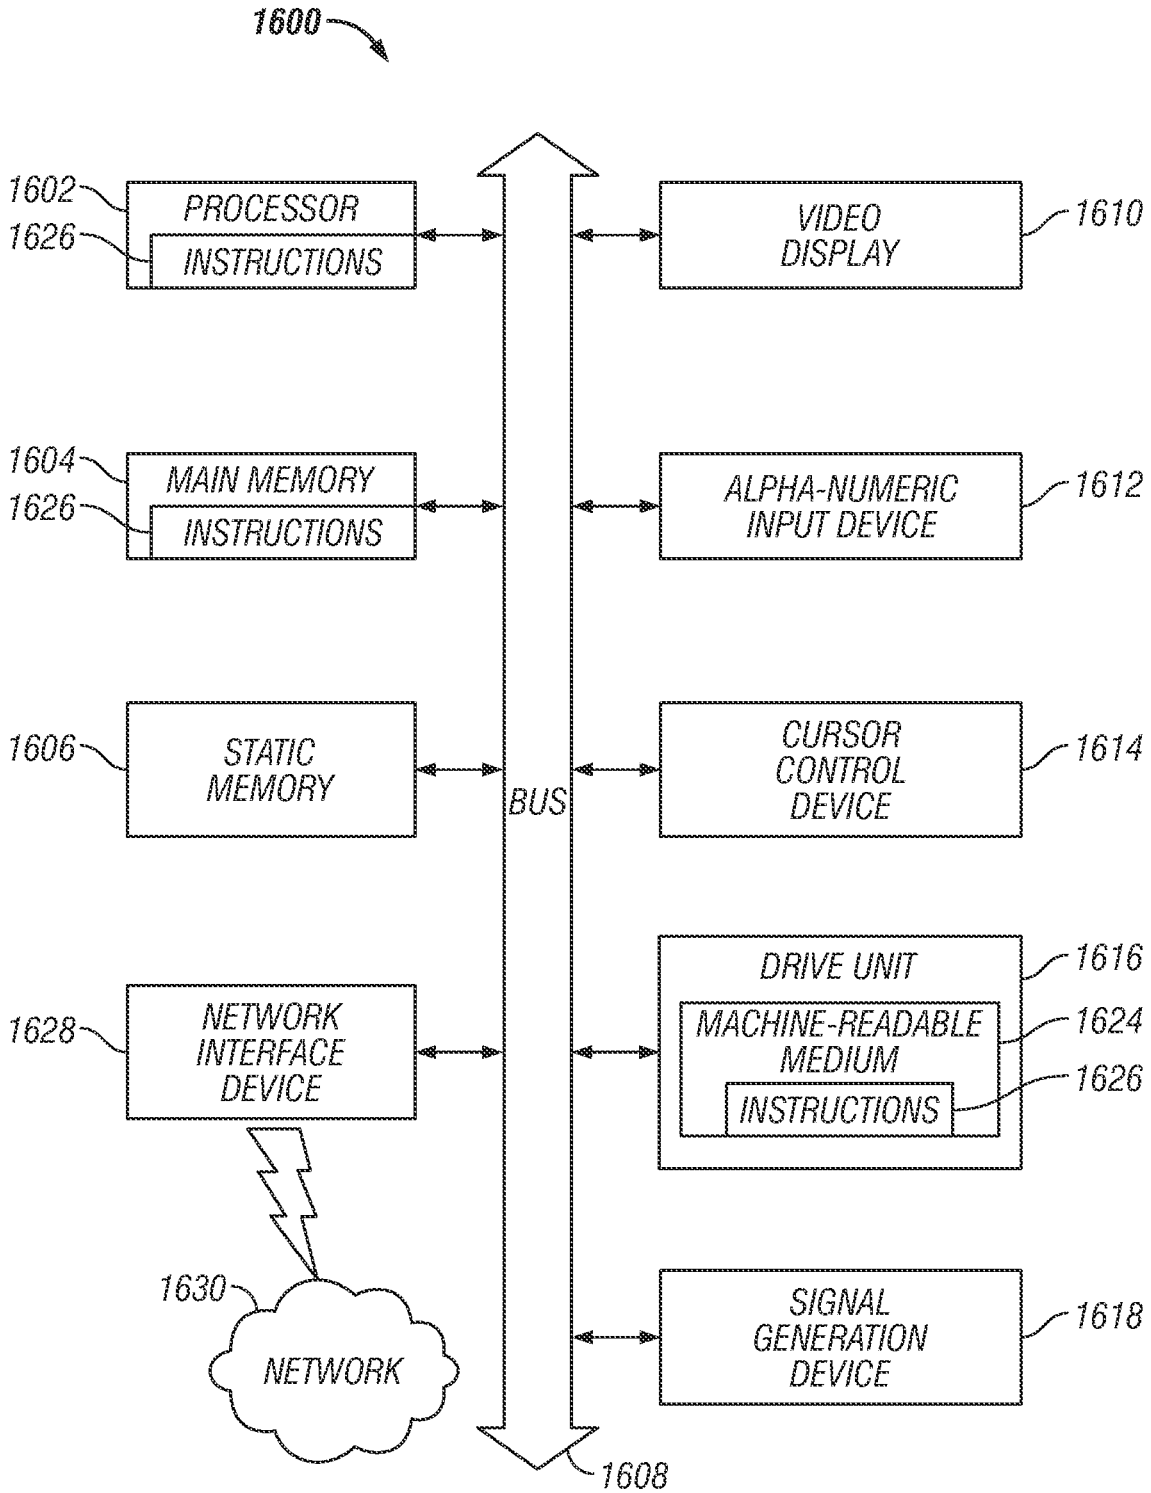 1600
1602
PROCESSOR
1626
INSTRUCTIONS
1604
MAIN MEMORY
1626
INSTRUCTIONS
1606
STATIC
MEMORY
1628
NETWORK
INTERFACE
DEVICE
1630
NETWORK
BUS
1608
VIDEO
DISPLAY
1610
ALPHA-NUMERIC
INPUT DEVICE
1612
CURSOR
CONTROL
DEVICE
1614
DRIVE UNIT
1616
MACHINE-READABLE
MEDIUM
1624
INSTRUCTIONS
1626
SIGNAL
GENERATION
DEVICE
1618